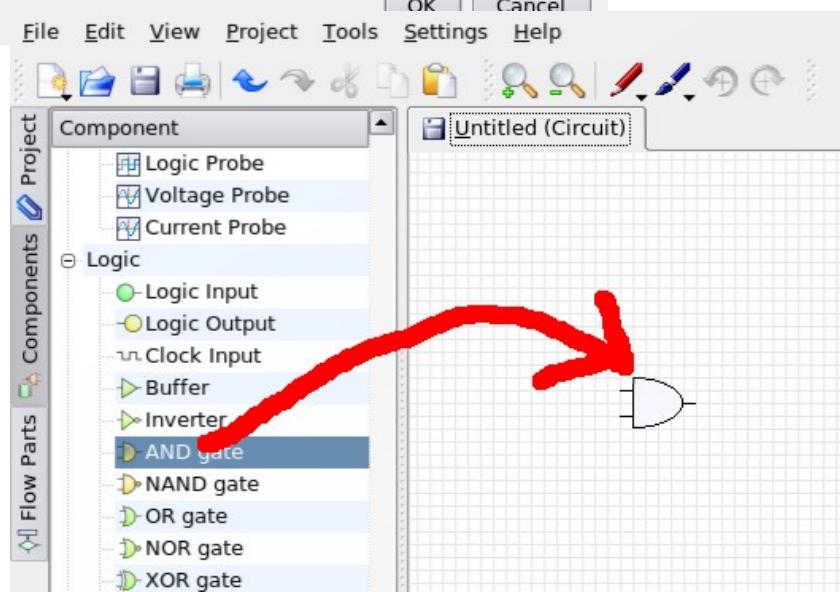 OK Cancel
File Edit View Project Tools Settings Help
Project
Components
Flow Parts
Component
Logic Probe
Voltage Probe
Current Probe
Logic
Logic Input
Logic Output
Clock Input
Buffer
Inverter
AND gate
NAND gate
OR gate
NOR gate
XOR gate
Untitled (Circuit)